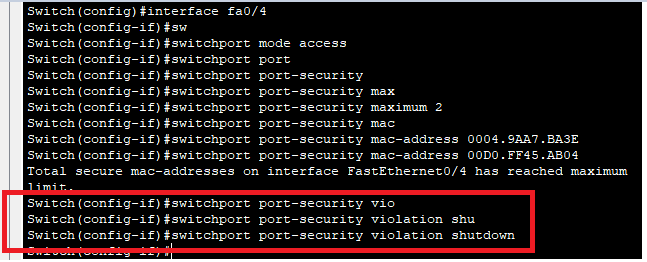 Switch(config)#interface fa0/4
Switch(config-if)#sw
Switch(config-if)#switchport mode access
Switch(config-if)#switchport port
Switch(config-if)#switchport port-security
Switch(config-if)#switchport port-security max
Switch(config-if)#switchport port-security maximum 2
Switch(config-if)#switchport port-security mac
Switch(config-if)#switchport port-security mac-address 0004.9AA7.BA3E
Switch(config-if)#switchport port-security mac-address 00D0.FF45.AB04
Total secure mac-addresses on interface FastEthernet0/4 has reached maximum
limit.
Switch(config-if)#switchport port-security vio
Switch(config-if)#switchport port-security violation shu
Switch(config-if)#switchport port-security violation shutdown
Switch(config-if)#